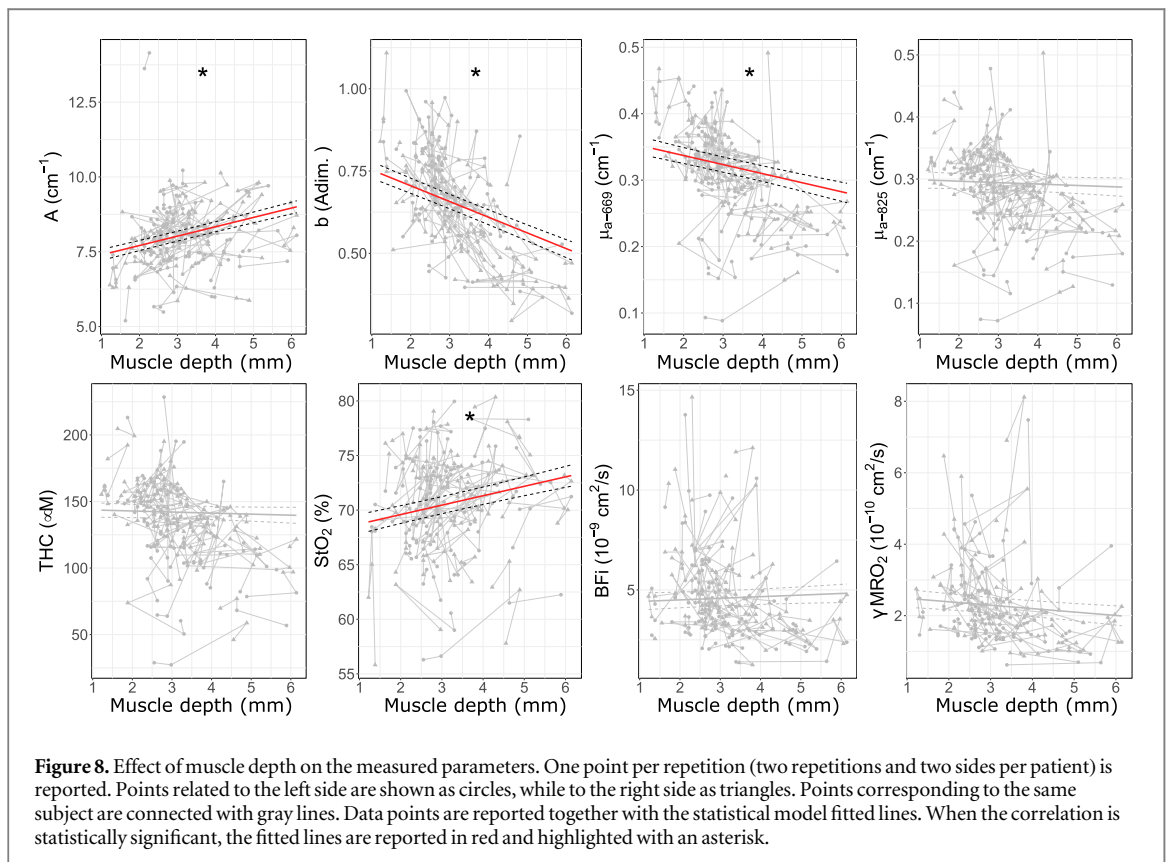 *
*
*
A (cm⁻¹)
12.5
10.0
7.5
5.0
1 2 3 4 5 6
Muscle depth (mm)
b (Adim. )
1.00
0.75
0.50
1 2 3 4 5 6
Muscle depth (mm)
μa−669 (cm⁻¹)
0.5
0.4
0.3
0.2
0.1
1 2 3 4 5 6
Muscle depth (mm)
μa−825 (cm⁻¹)
0.5
0.4
0.3
0.2
0.1
1 2 3 4 5 6
Muscle depth (mm)
THC (∝M)
200
150
100
50
1 2 3 4 5 6
Muscle depth (mm)
*
StO₂ (%)
80
75
70
65
60
55
1 2 3 4 5 6
Muscle depth (mm)
BFi (10⁻⁹ cm²/s)
15
10
5
1 2 3 4 5 6
Muscle depth (mm)
γ MRO₂ (10⁻¹⁰ cm²/s)
8
6
4
2
1 2 3 4 5 6
Muscle depth (mm)
Figure 8. Effect of muscle depth on the measured parameters. One point per repetition (two repetitions and two sides per patient) is
reported. Points related to the left side are shown as circles, while to the right side as triangles. Points corresponding to the same
subject are connected with gray lines. Data points are reported together with the statistical model fitted lines. When the correlation is
statistically significant, the fitted lines are reported in red and highlighted with an asterisk.